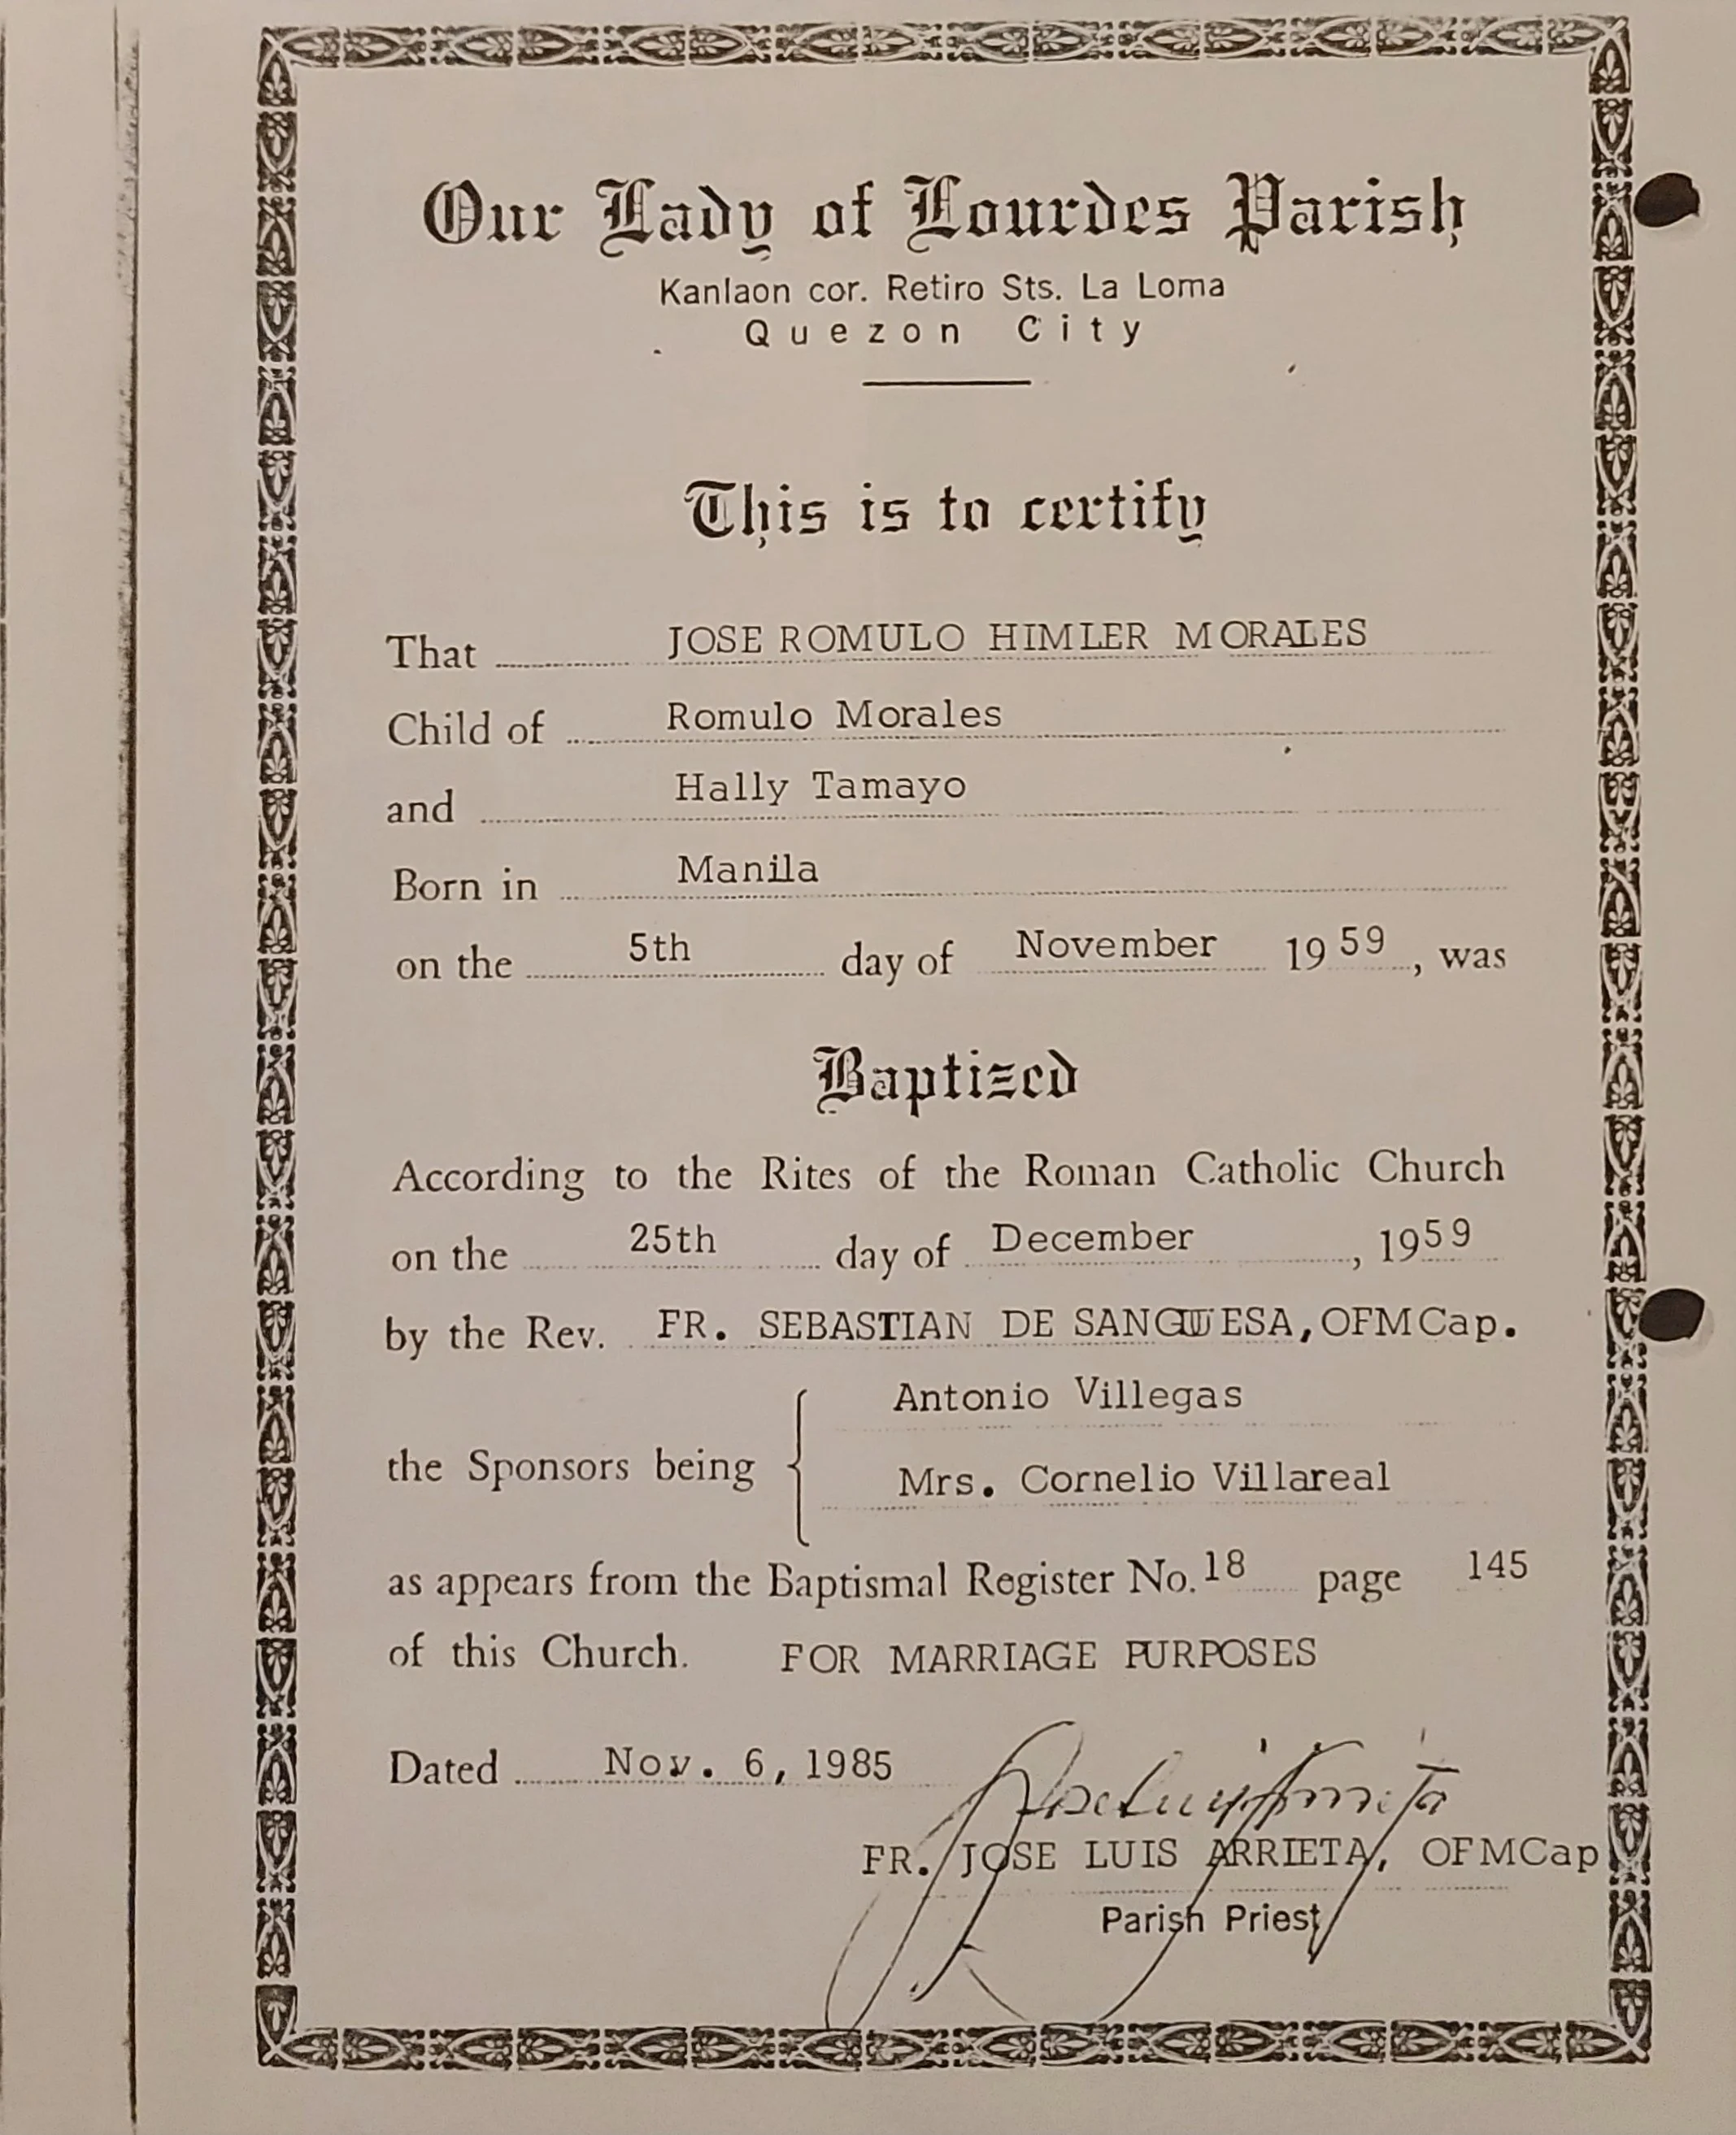 Our Lady of Lourdes Parish
Kanlaon cor. Retiro Sts. La Loma
Quezon City
This is to certify
That JOSE ROMULO HIMLER MORALES
Child of Romulo Morales
and Hally Tamayo
Born in Manila
on the 5th day of November 1959, was
Baptized
According to the Rites of the Roman Catholic Church
on the 25th day of December, 1959
by the Rev. FR. SEBASTIAN DE SANGUESA, OFMCap.
Antonio Villegas
the Sponsors being
Mrs. Cornelio Villareal
as appears from the Baptismal Register No. 18 page 145
of this Church. FOR MARRIAGE PURPOSES
Dated Nov. 6, 1985
Jose Luis Arrieta
FR. JOSE LUIS ARRIETA, OFMCap
Parish Priest